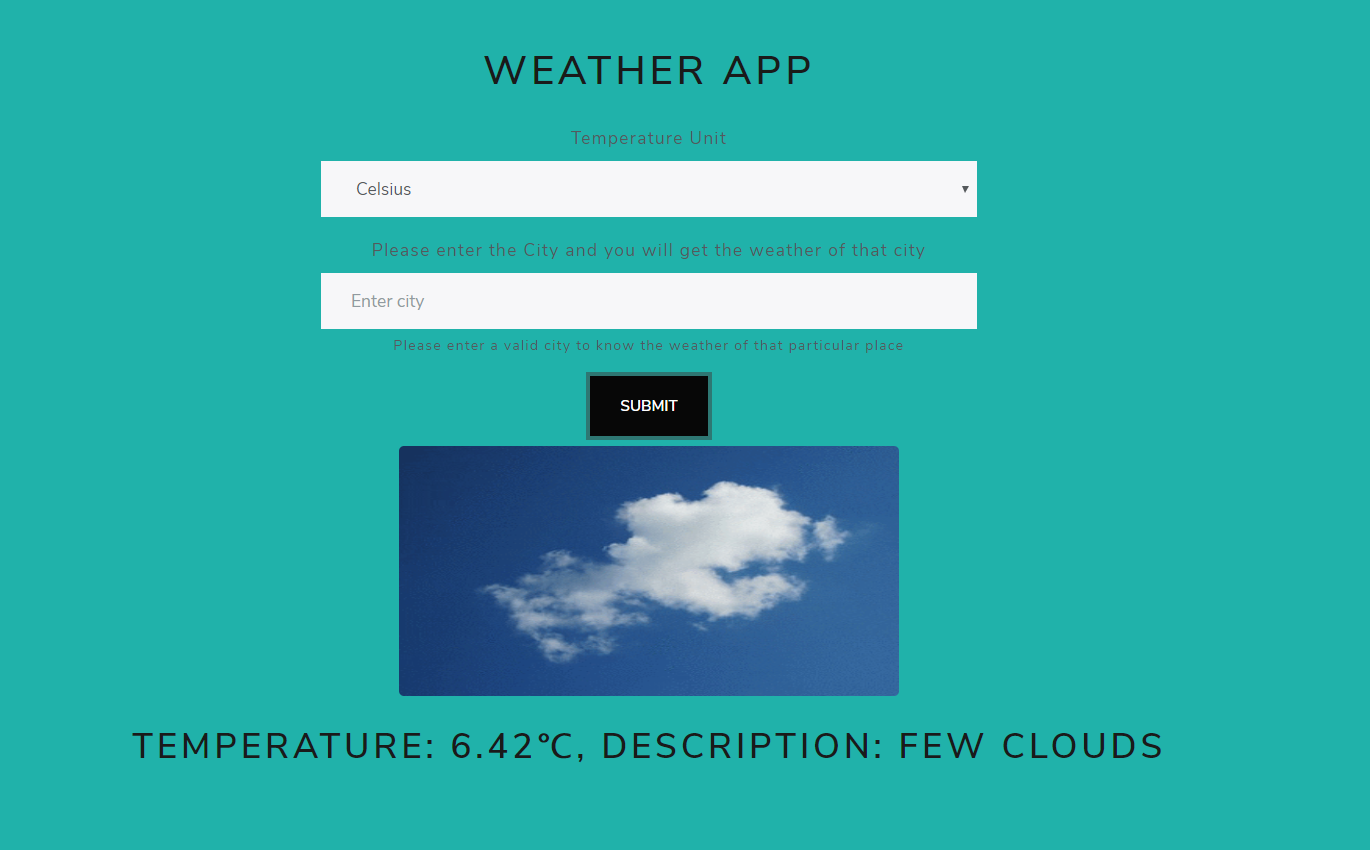 WEATHER APP
Temperature Unit
Celsius
Please enter the City and you will get the weather of that city
Enter city
Please enter a valid city to know the weather of that particular place
SUBMIT
TEMPERATURE: 6.42℃, DESCRIPTION: FEW CLOUDS